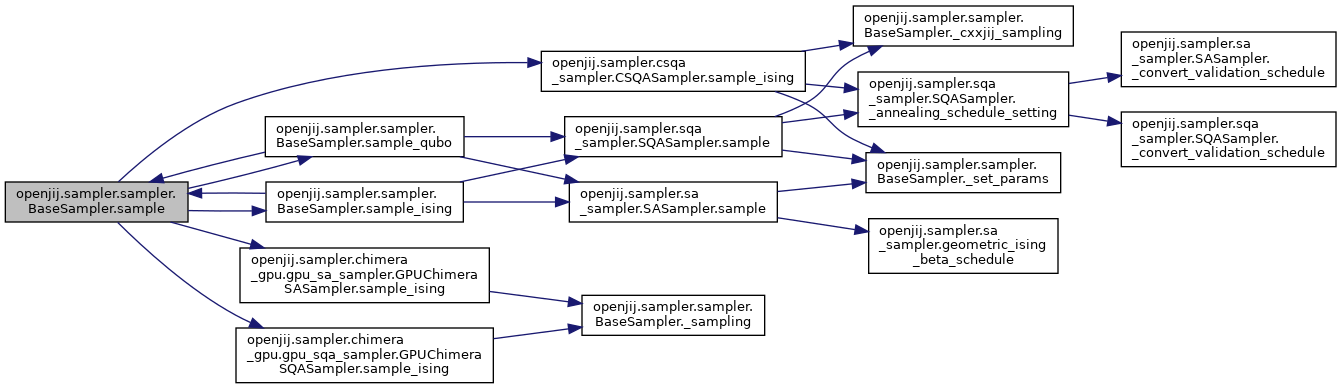 openjij.sampler.sampler.
BaseSampler.sample
openjij.sampler.sampler.
BaseSampler.sample_qubo
openjij.sampler.sampler.
BaseSampler.sample_ising
openjij.sampler.chimera
_gpu.gpu_sa_sampler.GPUChimera
SASampler.sample_ising
openjij.sampler.chimera
_gpu.gpu_sqa_sampler.GPUChimera
SQASampler.sample_ising
openjij.sampler.csqa
_sampler.CSQASampler.sample_ising
openjij.sampler.sqa
_sampler.SQASampler.sample
openjij.sampler.sa
_sampler.SASampler.sample
openjij.sampler.sampler.
BaseSampler._sampling
openjij.sampler.sampler.
BaseSampler._cxxjij_sampling
openjij.sampler.sqa
_sampler.SQASampler.
_annealing_schedule_setting
openjij.sampler.sampler.
BaseSampler._set_params
openjij.sampler.sa
_sampler.geometric_ising
_beta_schedule
openjij.sampler.sa
_sampler.SASampler.
_convert_validation_schedule
openjij.sampler.sqa
_sampler.SQASampler.
_convert_validation_schedule